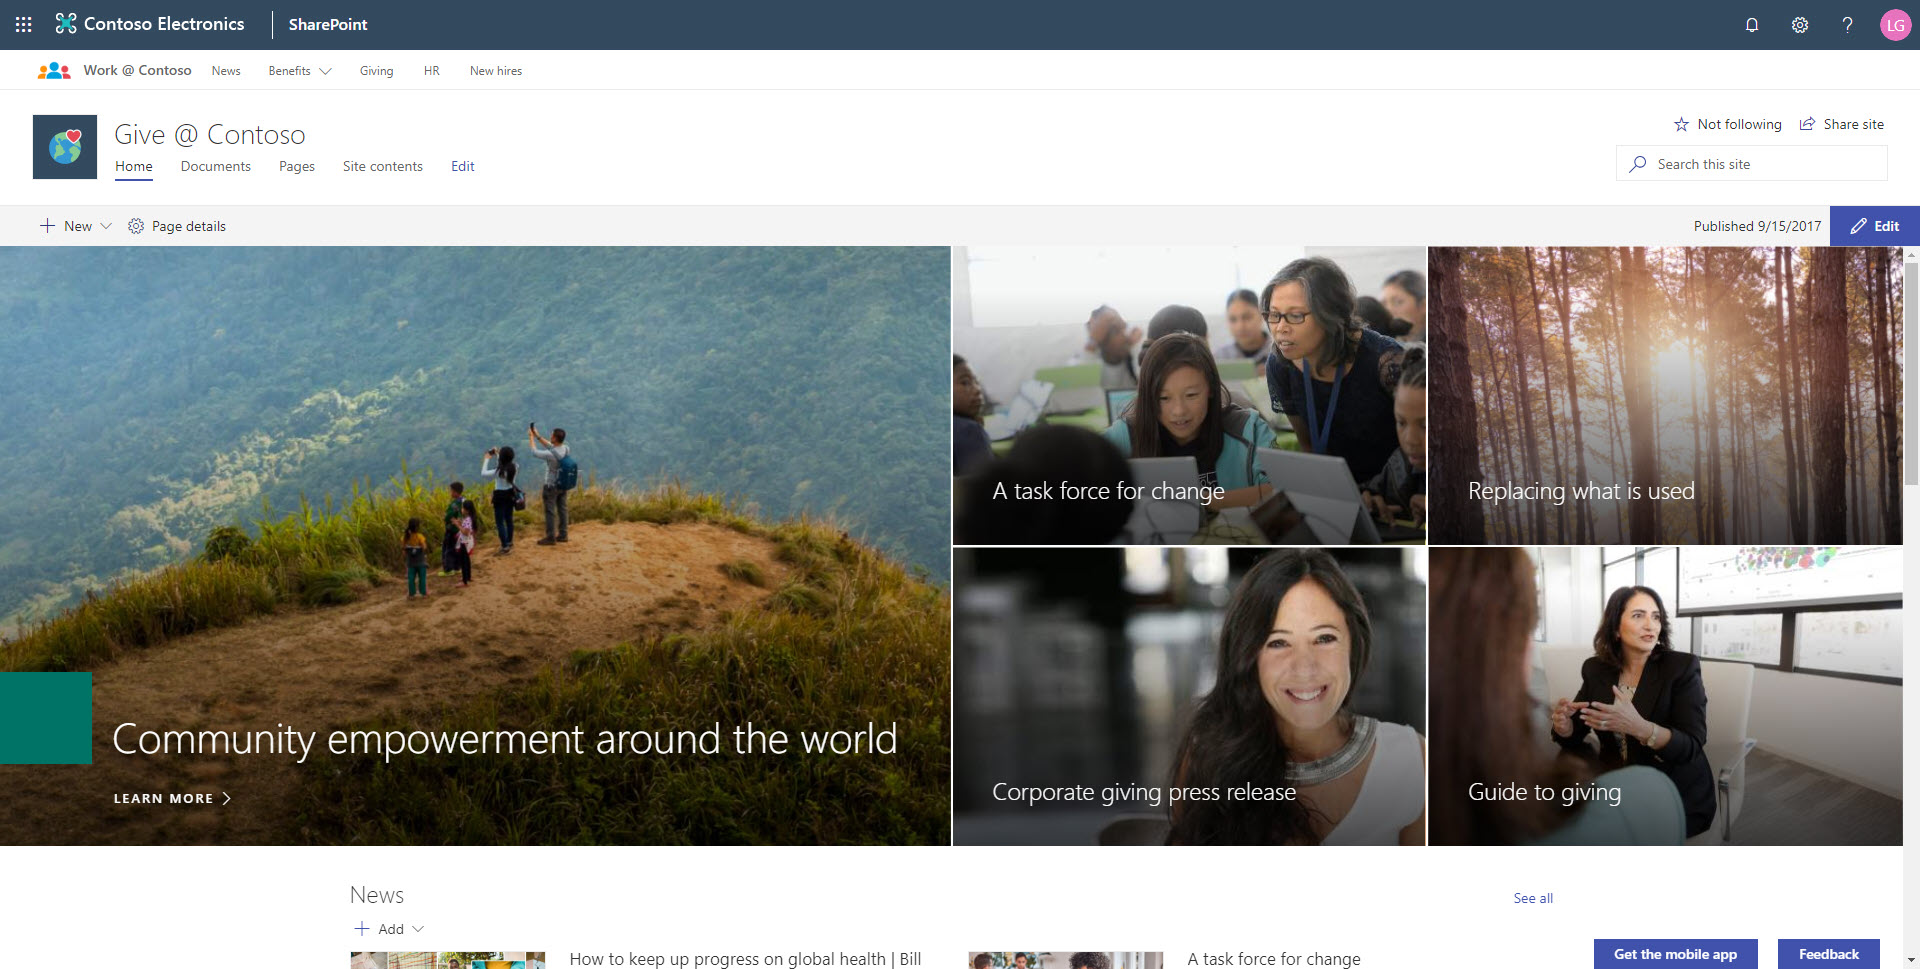 Contoso Electronics
SharePoint
LG
Work @ Contoso
News
Benefits
Giving
HR
New hires
Give @ Contoso
Not following
Share site
Home
Documents
Pages
Site contents
Edit
Search this site
New
Page details
Published 9/15/2017
Edit
A task force for change
Replacing what is used
Community empowerment around the world
LEARN MORE
Corporate giving press release
Guide to giving
News
See all
Add
How to keep up progress on global health | Bill
A task force for change
Get the mobile app
Feedback